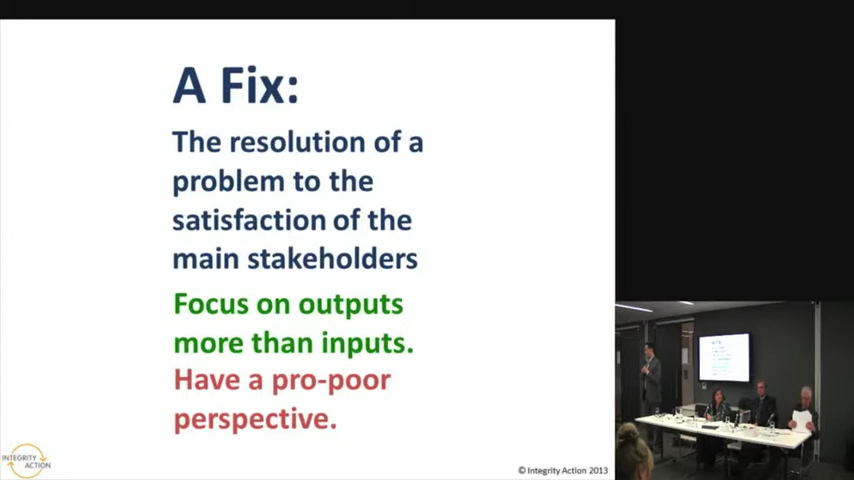 A Fix:
The resolution of a
problem to the
satisfaction of the
main stakeholders
Focus on outputs
more than inputs.
Have a pro-poor
perspective.
INTEGRITY
ACTION
© Integrity Action 2013